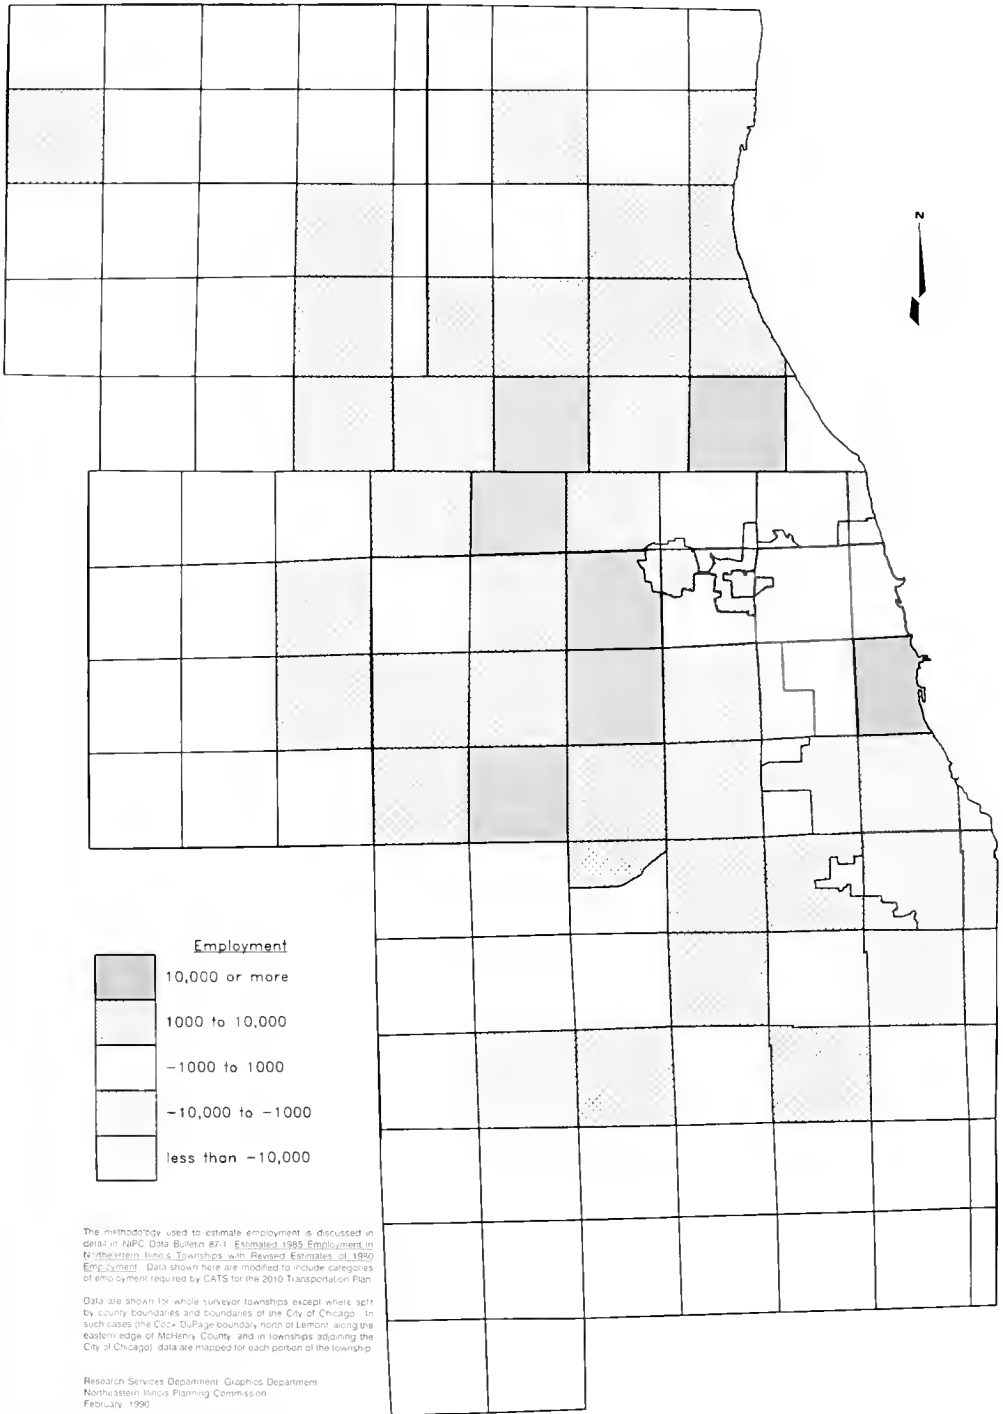 N
Employment
10,000 or more
1000 to 10,000
-1000 to 1000
-10,000 to -1000
less than -10,000
The methodology used to estimate employment is discussed in
detail in NIPC Data Bulletin 87-1 Estimated 1985 Employment in
Northeastern Illinois Townships with Revised Estimates of 1980
Employment. Data shown here are modified to include categories
of employment required by CATS for the 2010 Transportation Plan
Data are shown for whole surveyor townships except where split
by county boundaries and boundaries of the City of Chicago. In
such cases (the Cook DuPage boundary north of Lemont, along the
eastern edge of McHenry County, and in townships adjoining the
City of Chicago) data are mapped for each portion of the township
Research Services Department Graphics Department
Northeastern Illinois Planning Commission
February 1990